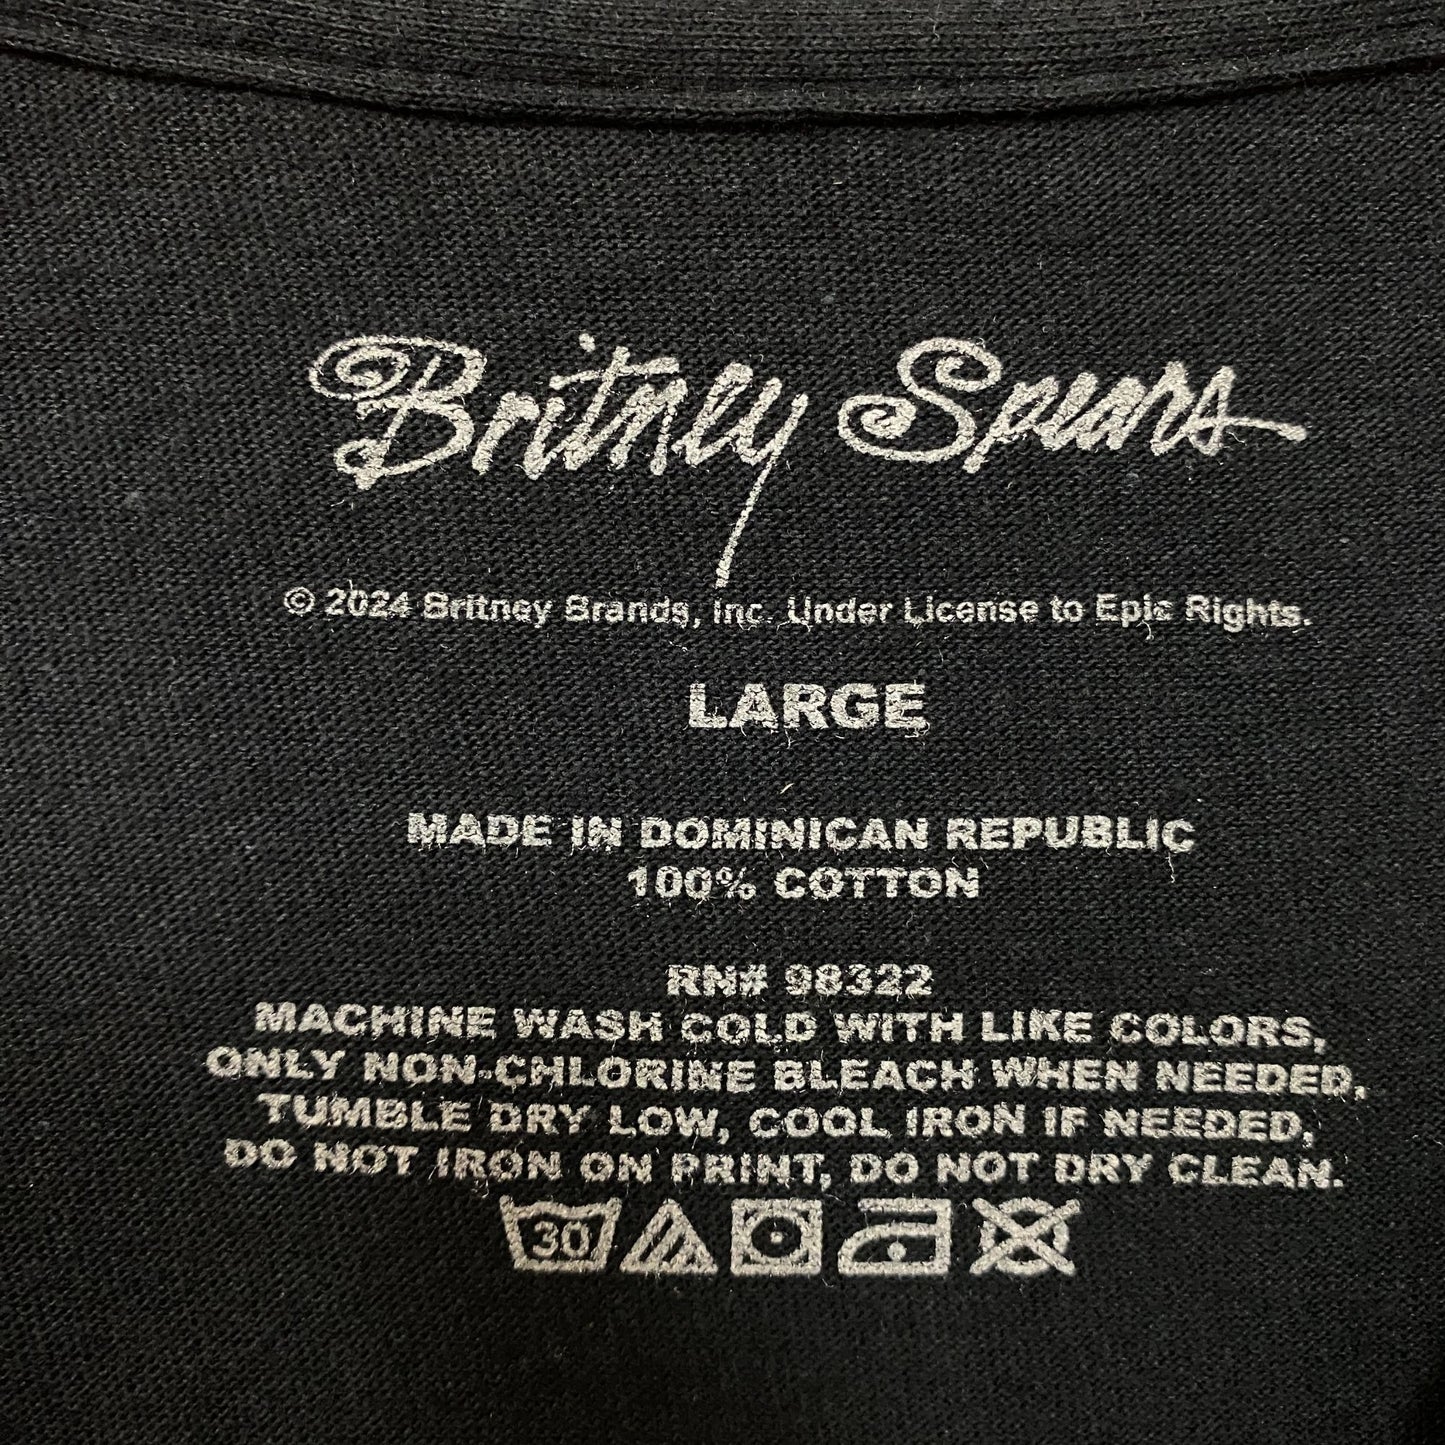 Britney Spears
© 2024 Britney Brands, Inc. Under License to Epic Rights.
LARGE
MADE IN DOMINICAN REPUBLIC
100% COTTON
RN# 98322
MACHINE WASH COLD WITH LIKE COLORS,
ONLY NON-CHLORINE BLEACH WHEN NEEDED,
TUMBLE DRY LOW, COOL IRON IF NEEDED,
DO NOT IRON ON PRINT, DO NOT DRY CLEAN.
30